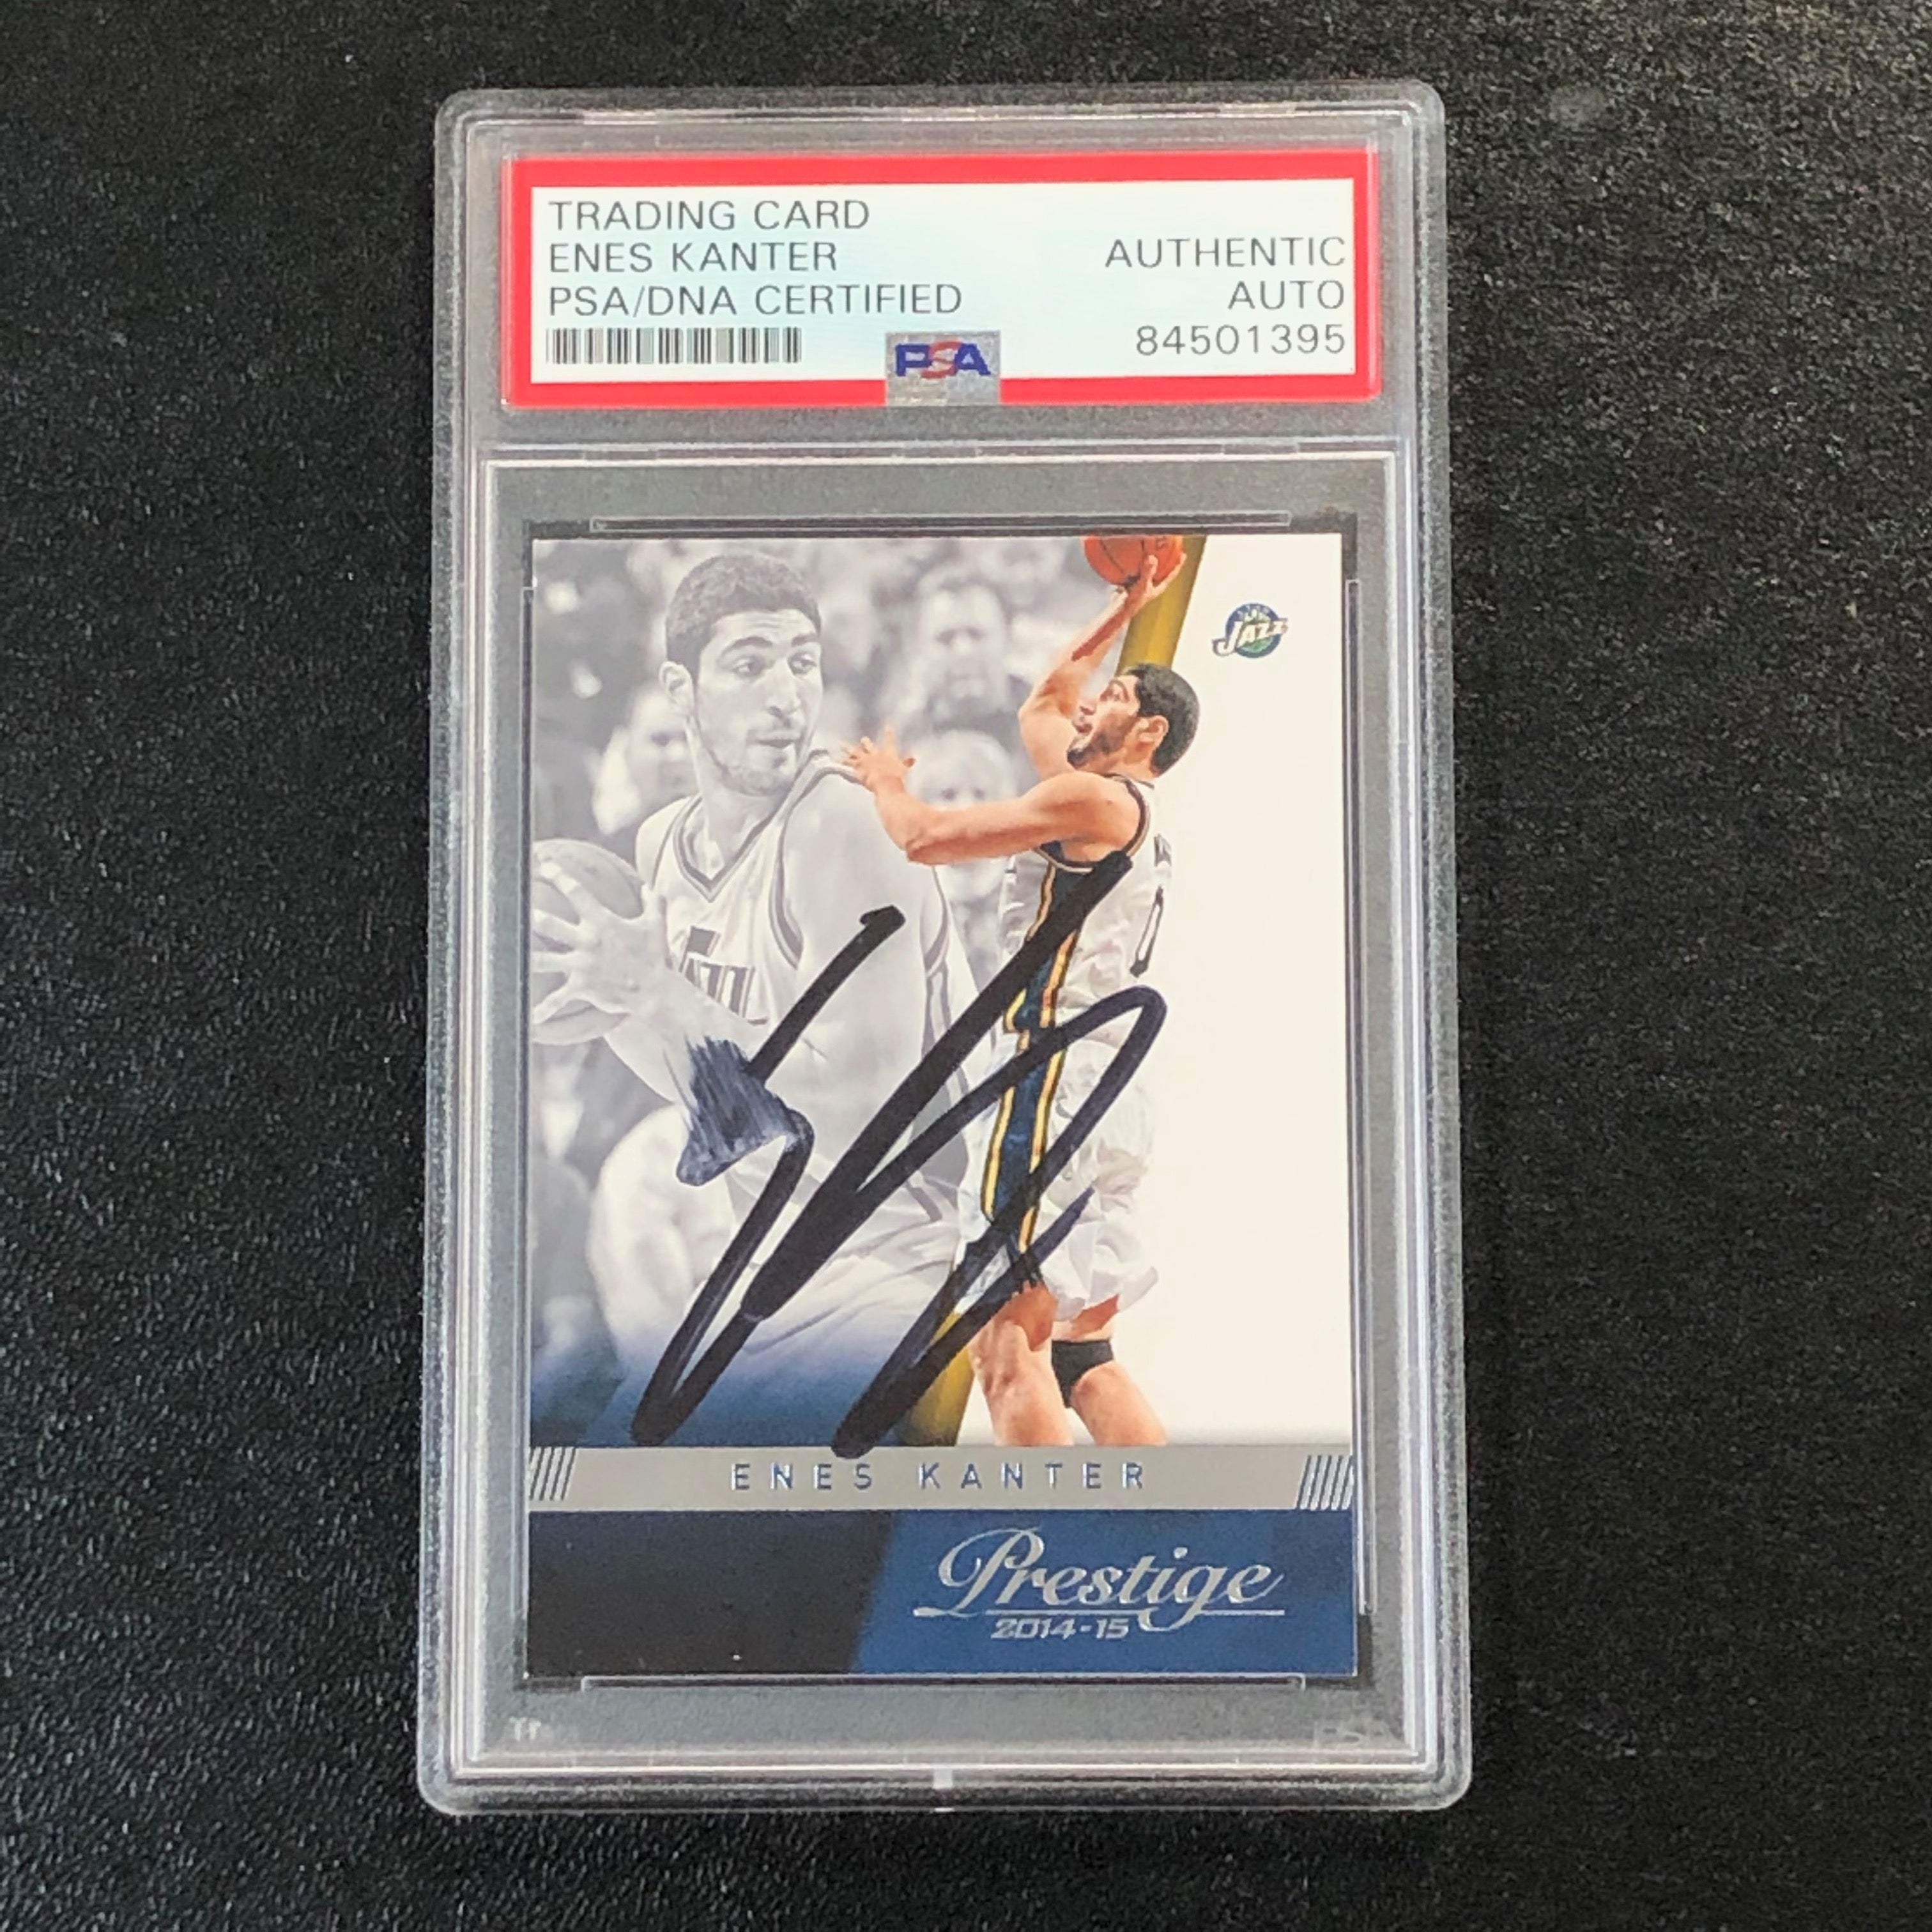 TRADING CARD
ENES KANTER
PSA/DNA CERTIFIED
AUTHENTIC
AUTO
84501395
PSA
JAZZ
ENES KANTER
Prestige
2014-15